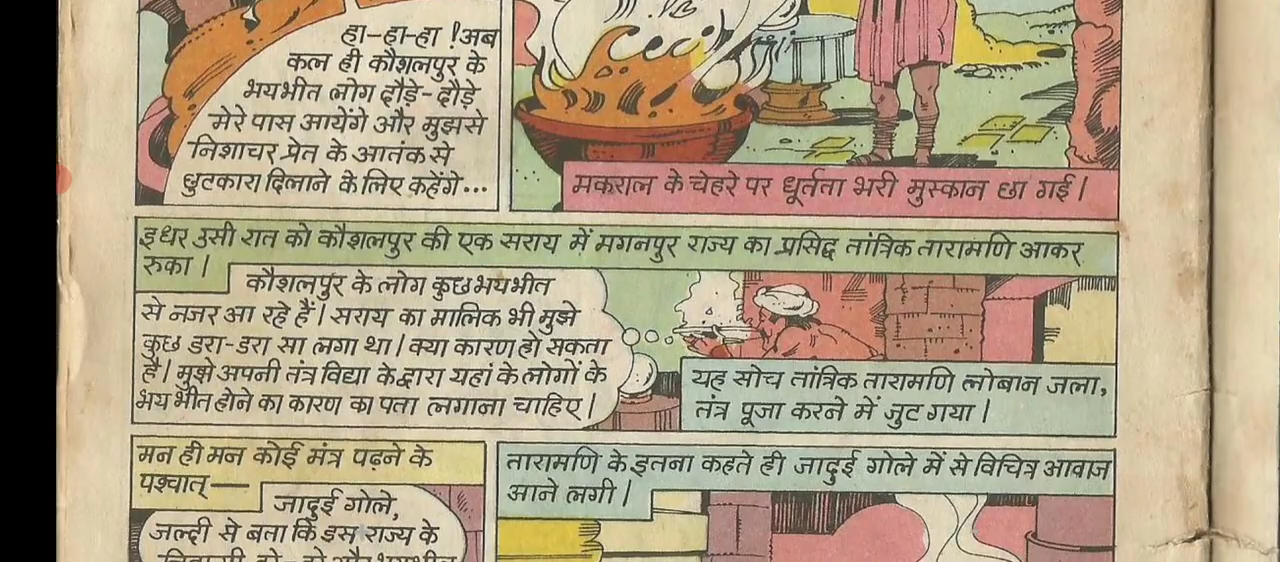 हा-हा-हा ! अब
कल ही कौशलपुर के
भयभीत लोग दौड़े-दौड़े
मेरे पास आयेंगे और मुझसे
निशाचर प्रेत के आतंक से
छुटकारा दिलाने के लिए कहेंगे...
मकराल के चेहरे पर धूर्तता भरी मुस्कान छा गई।
इधर उसी रात को कौशलपुर की एक सराय में मगनपुर राज्य का प्रसिद्ध तांत्रिक तारामणि आकर
रुका।
कौशलपुर के लोग कुछ भयभीत
से नजर आ रहे हैं। सराय का मालिक भी मुझे
कुछ डरा-डरा सा लगा था। क्या कारण हो सकता
है। मुझे अपनी तंत्र विद्या के द्वारा यहां के लोगों के
भयभीत होने का कारण का पता लगाना चाहिए।
यह सोच तांत्रिक तारामणि लोबान जला,
तंत्र पूजा करने में जुट गया।
मन ही मन कोई मंत्र पढ़ने के
पश्चात् —
जादुई गोले,
जल्दी से बता कि इस राज्य के
तारामणि के इतना कहते ही जादुई गोले में से विचित्र आवाज
आने लगी।